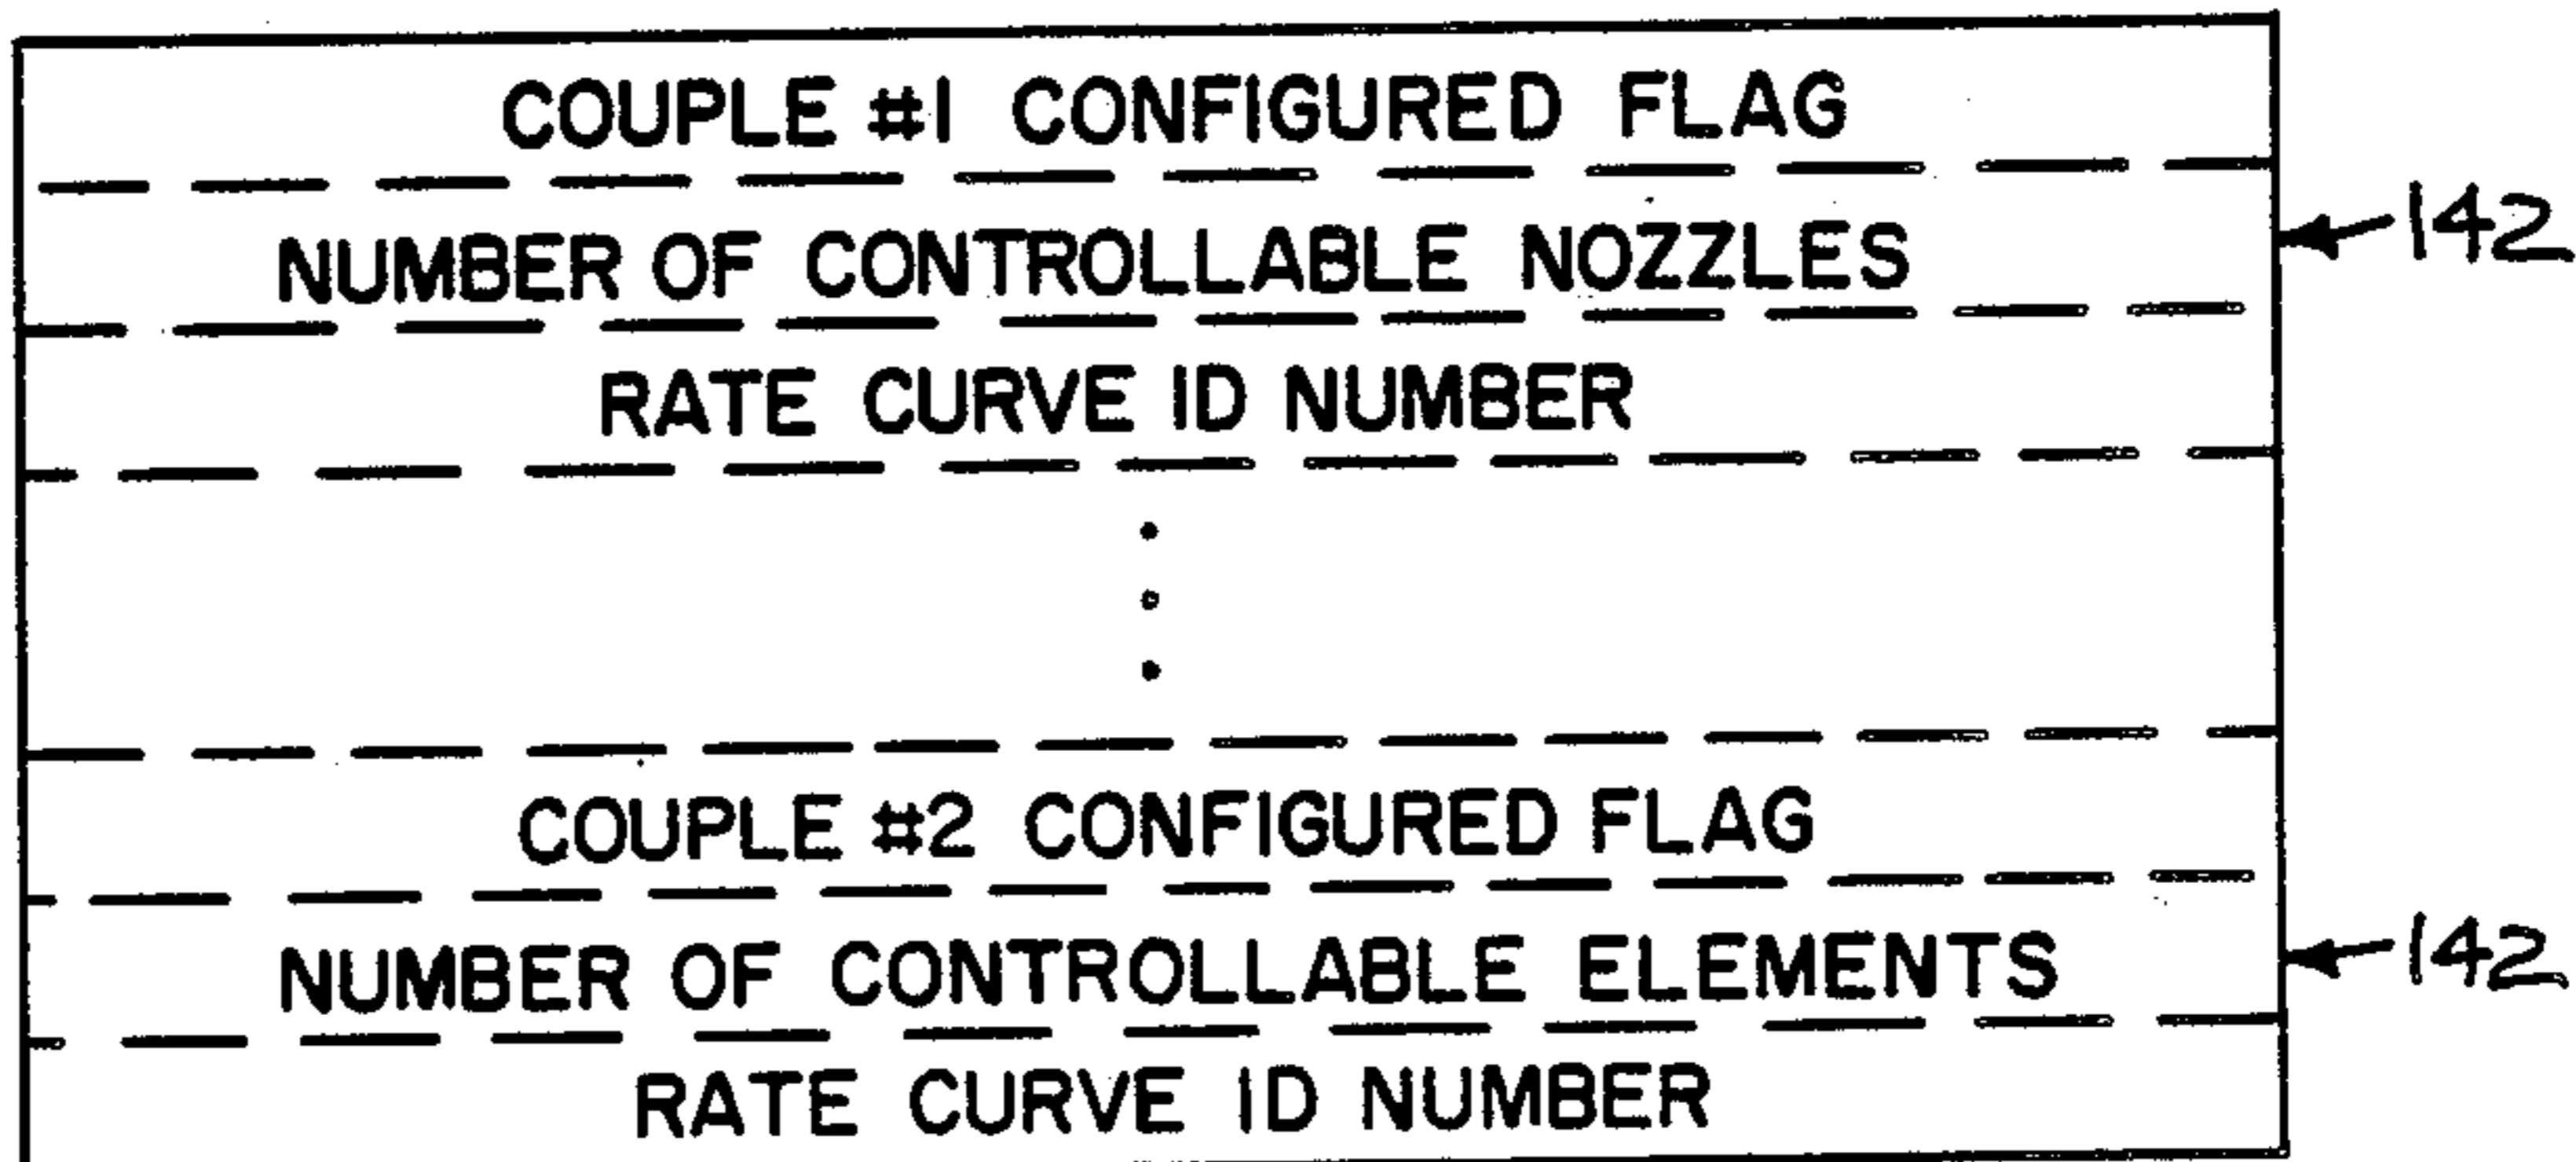 COUPLE #1 CONFIGURED FLAG
NUMBER OF CONTROLLABLE NOZZLES
142
RATE CURVE ID NUMBER
COUPLE #2 CONFIGURED FLAG
NUMBER OF CONTROLLABLE ELEMENTS
142
RATE CURVE ID NUMBER